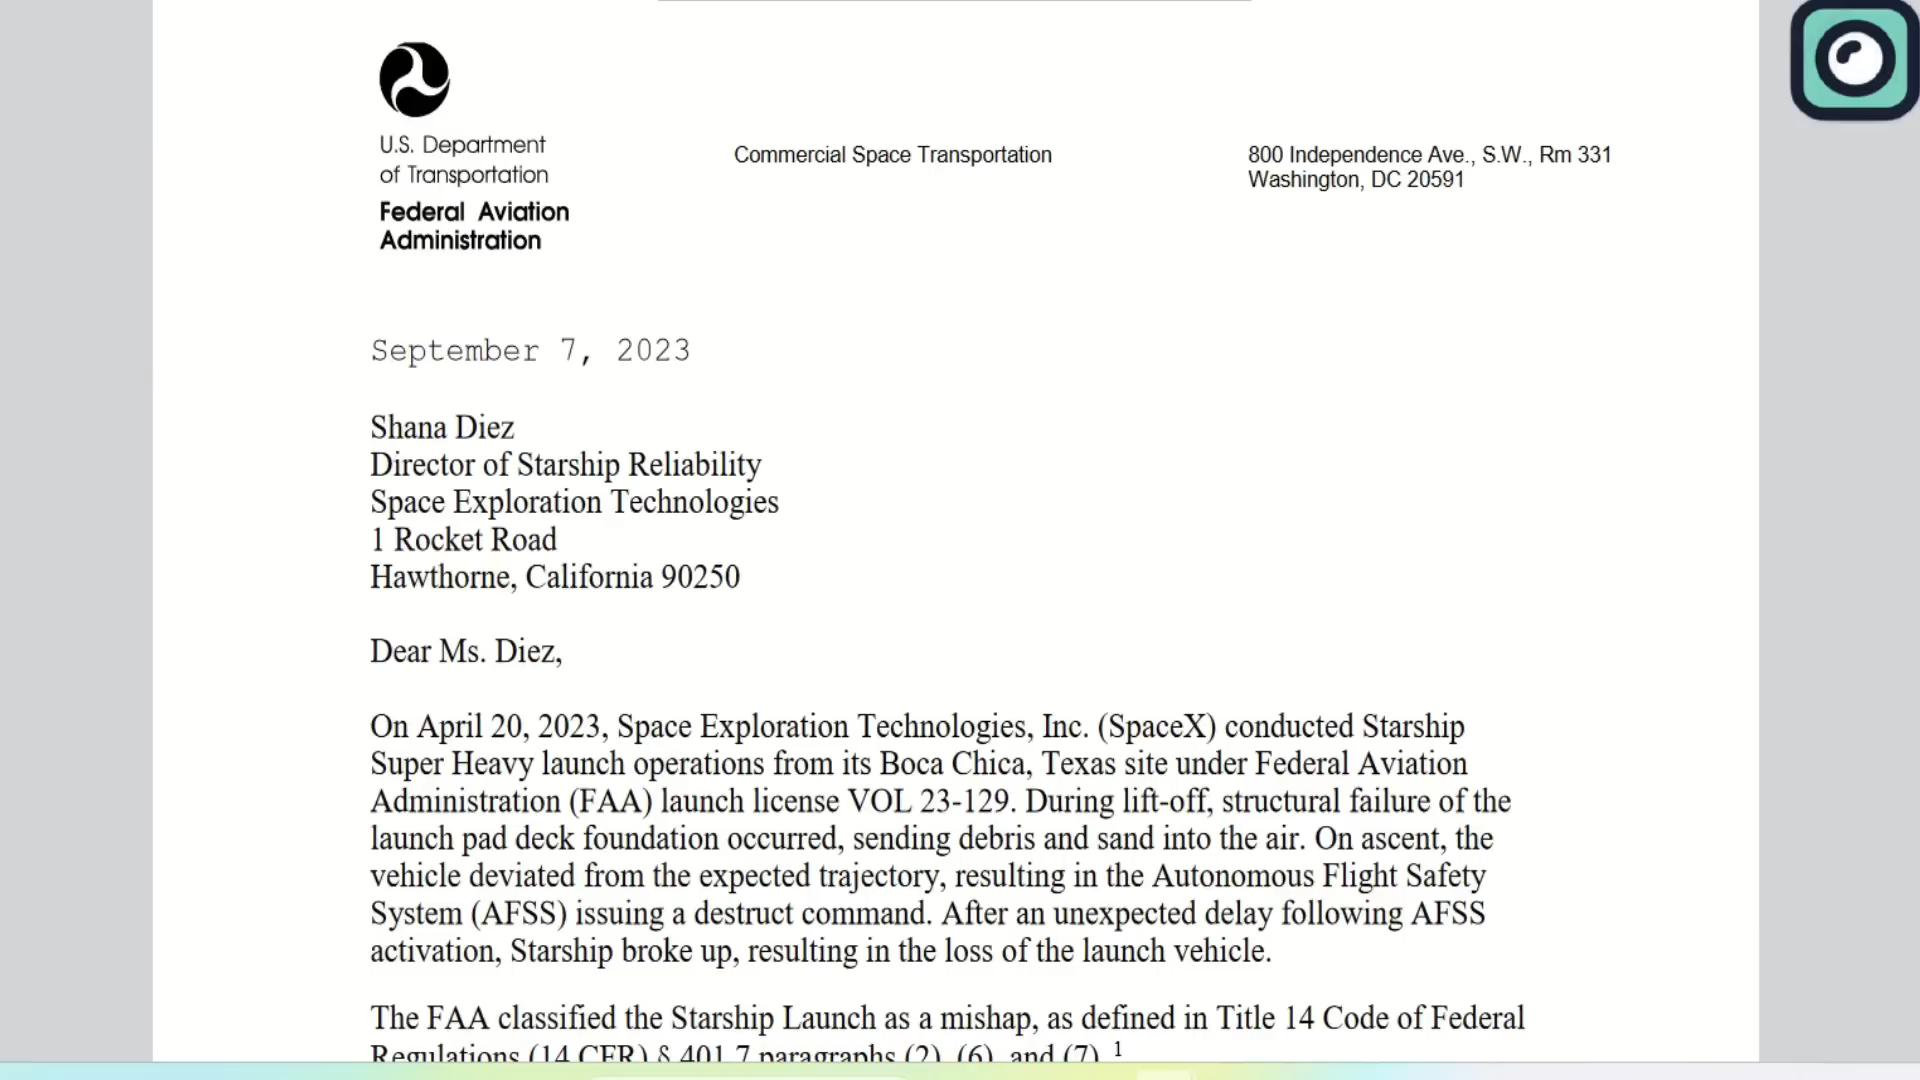 U.S. Department
of Transportation
Federal Aviation
Administration
Commercial Space Transportation
800 Independence Ave., S.W., Rm 331
Washington, DC 20591
September 7, 2023
Shana Diez
Director of Starship Reliability
Space Exploration Technologies
1 Rocket Road
Hawthorne, California 90250
Dear Ms. Diez,
On April 20, 2023, Space Exploration Technologies, Inc. (SpaceX) conducted Starship
Super Heavy launch operations from its Boca Chica, Texas site under Federal Aviation
Administration (FAA) launch license VOL 23-129. During lift-off, structural failure of the
launch pad deck foundation occurred, sending debris and sand into the air. On ascent, the
vehicle deviated from the expected trajectory, resulting in the Autonomous Flight Safety
System (AFSS) issuing a destruct command. After an unexpected delay following AFSS
activation, Starship broke up, resulting in the loss of the launch vehicle.
The FAA classified the Starship Launch as a mishap, as defined in Title 14 Code of Federal
Regulations (14 CFR) § 401.7 paragraphs (2), (6), and (7). 1